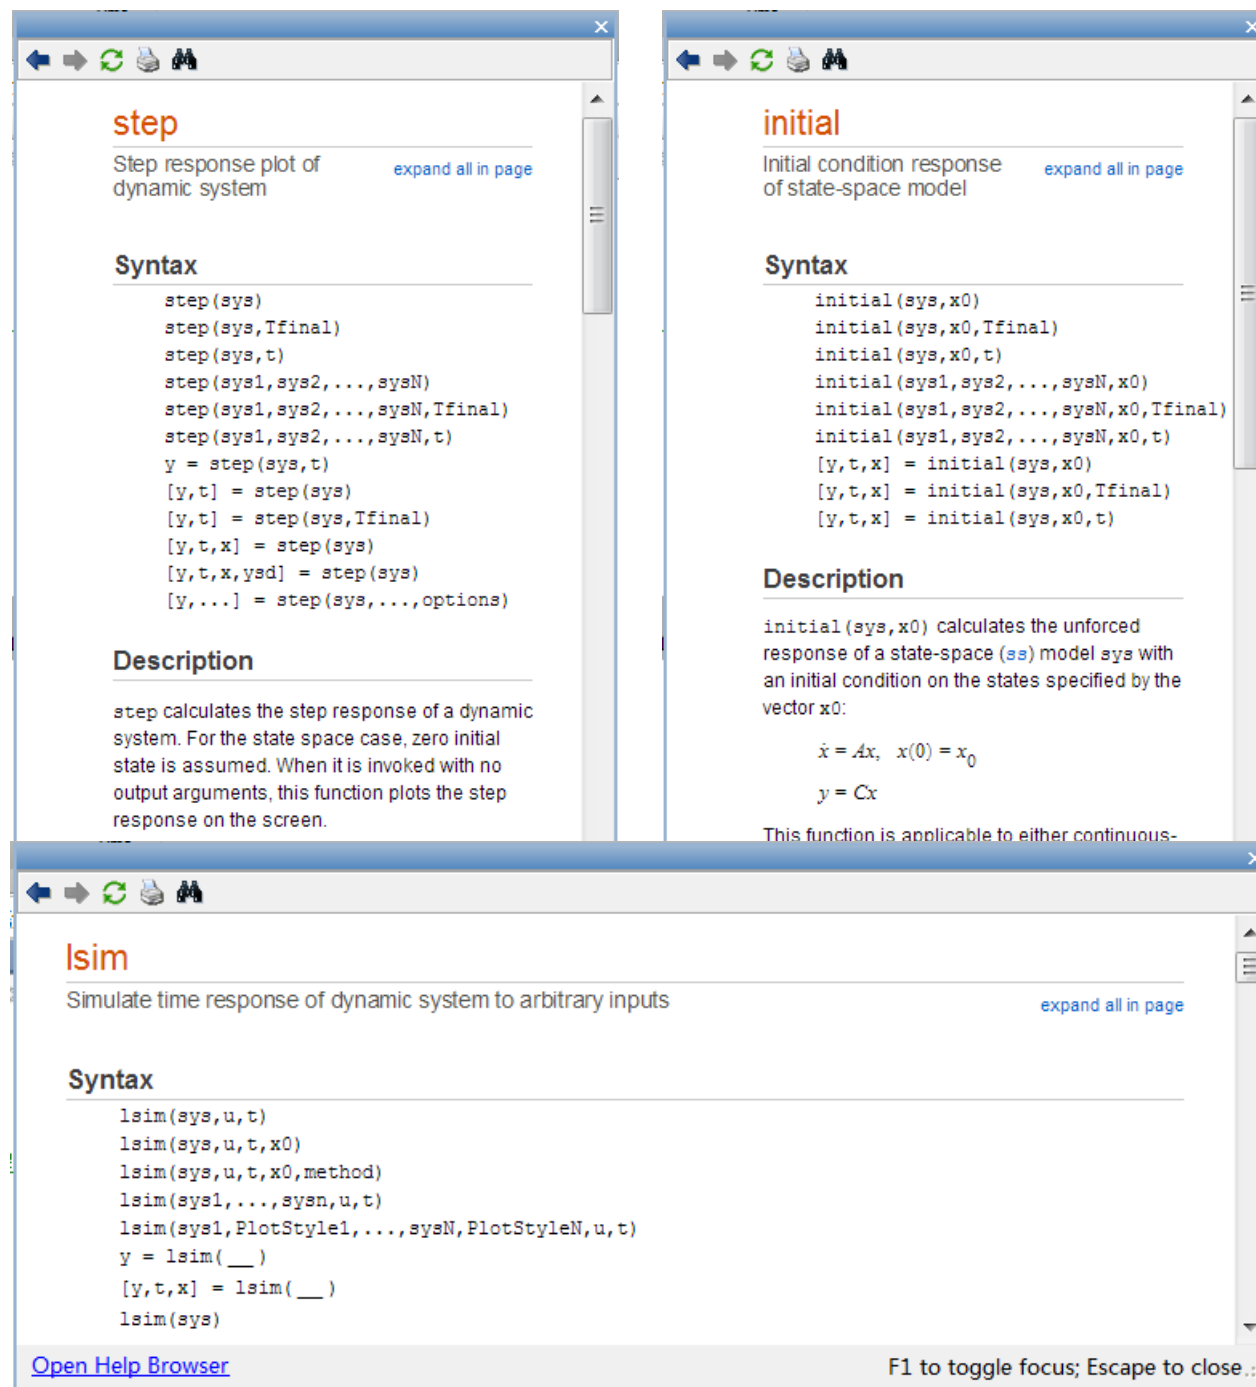 step
Step response plot of
dynamic system
expand all in page
Syntax
step(sys)
step(sys,Tfinal)
step(sys,t)
step(sys1,sys2,...,sysN)
step(sys1,sys2,...,sysN,Tfinal)
step(sys1,sys2,...,sysN,t)
y = step(sys,t)
[y,t] = step(sys)
[y,t] = step(sys,Tfinal)
[y,t,x] = step(sys)
[y,t,x,ysd] = step(sys)
[y,...] = step(sys,...,options)
Description
step calculates the step response of a dynamic
system. For the state space case, zero initial
state is assumed. When it is invoked with no
output arguments, this function plots the step
response on the screen.
initial
Initial condition response
of state-space model
expand all in page
Syntax
initial(sys,x0)
initial(sys,x0,Tfinal)
initial(sys,x0,t)
initial(sys1,sys2,...,sysN,x0)
initial(sys1,sys2,...,sysN,x0,Tfinal)
initial(sys1,sys2,...,sysN,x0,t)
[y,t,x] = initial(sys,x0)
[y,t,x] = initial(sys,x0,Tfinal)
[y,t,x] = initial(sys,x0,t)
Description
initial(sys,x0) calculates the unforced
response of a state-space (ss) model sys with
an initial condition on the states specified by the
vector x0:
ẋ = Ax, x(0) = x₀
y = Cx
This function is applicable to either continuous-
lsim
Simulate time response of dynamic system to arbitrary inputs
expand all in page
Syntax
lsim(sys,u,t)
lsim(sys,u,t,x0)
lsim(sys,u,t,x0,method)
lsim(sys1,...,sysn,u,t)
lsim(sys1,PlotStyle1,...,sysN,PlotStyleN,u,t)
y = lsim( __ )
[y,t,x] = lsim( __ )
lsim(sys)
Open Help Browser
F1 to toggle focus; Escape to close